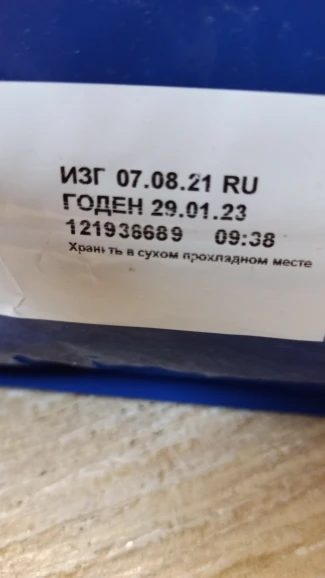 ИЗГ 07.08.21 RU
ГОДЕН 29.01.23
121936689 09:38
Хранить в сухом прохладном месте